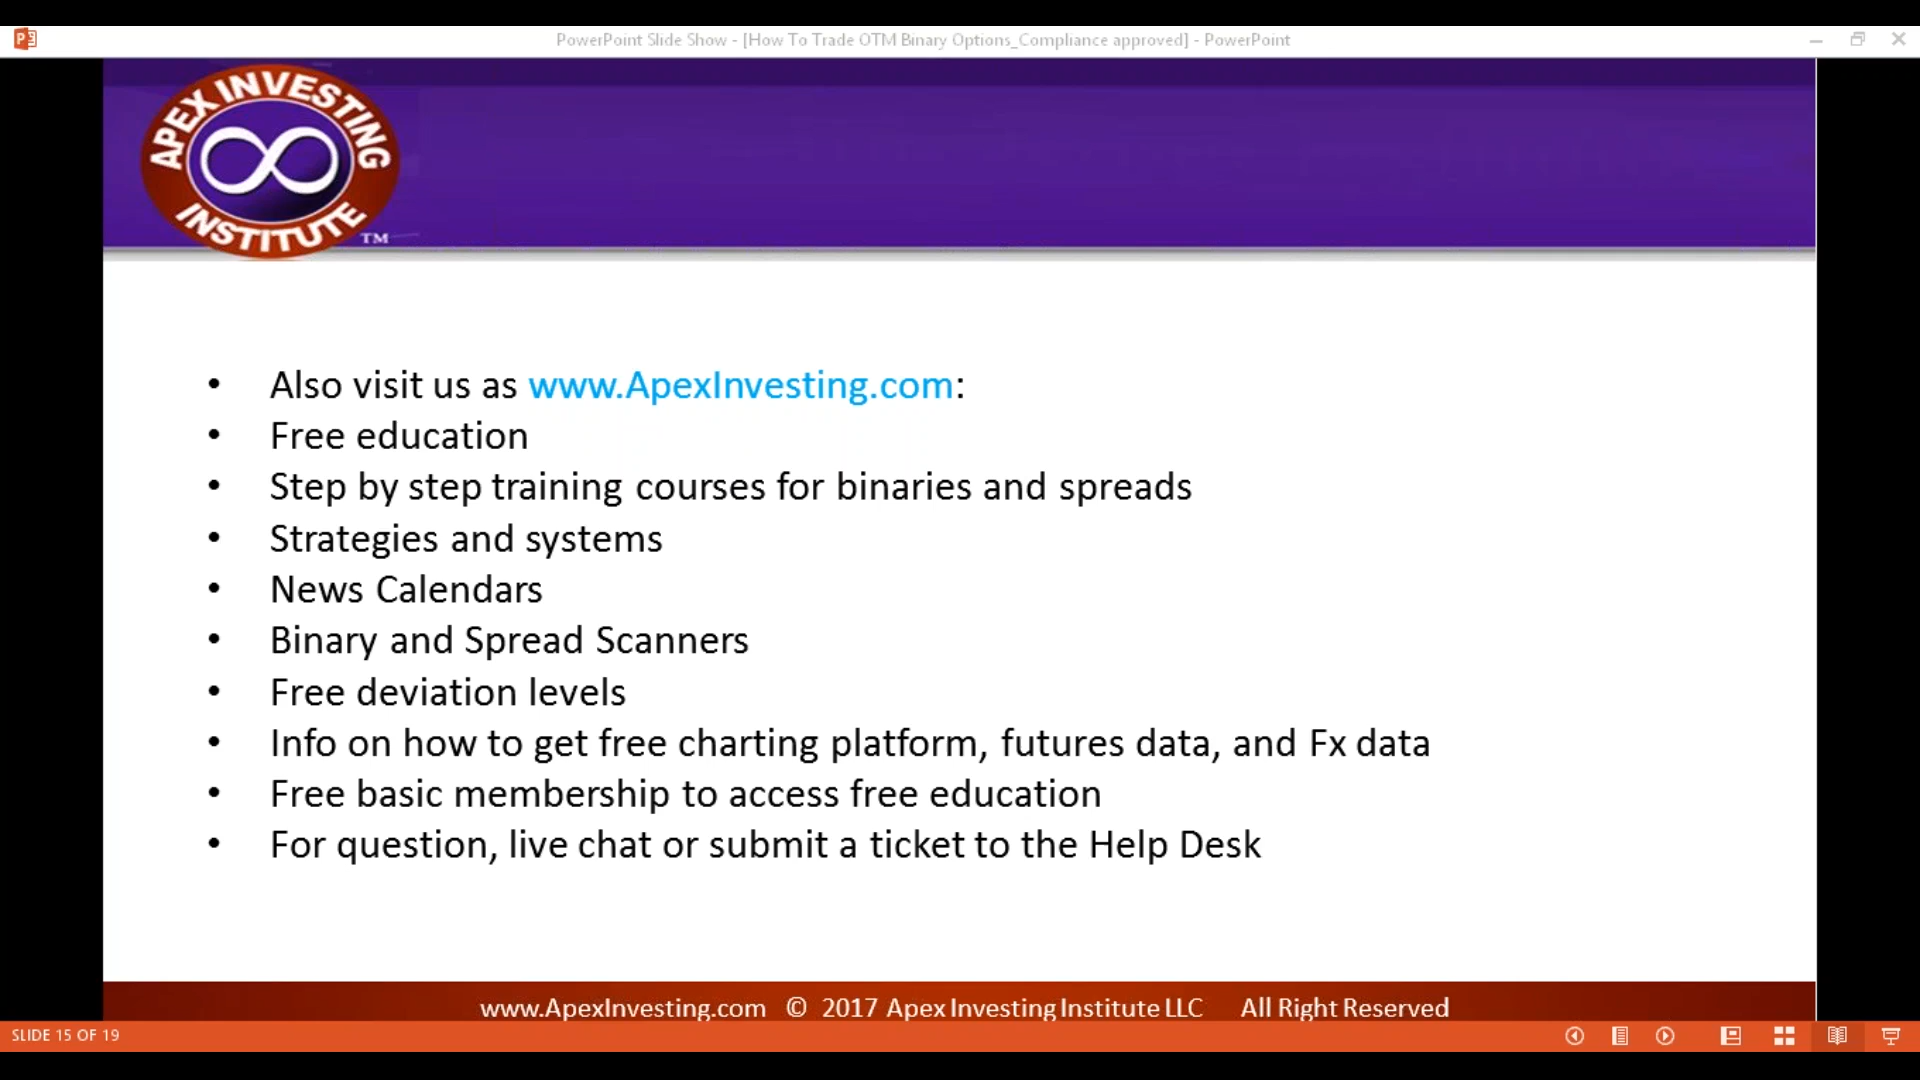 PowerPoint Slide Show - [How To Trade OTM Binary Options_Compliance approved] - PowerPoint
APEX INVESTING
INSTITUTE
TM
• Also visit us as www.ApexInvesting.com:
• Free education
• Step by step training courses for binaries and spreads
• Strategies and systems
• News Calendars
• Binary and Spread Scanners
• Free deviation levels
• Info on how to get free charting platform, futures data, and Fx data
• Free basic membership to access free education
• For question, live chat or submit a ticket to the Help Desk
www.ApexInvesting.com © 2017 Apex Investing Institute LLC All Right Reserved
SLIDE 15 OF 19